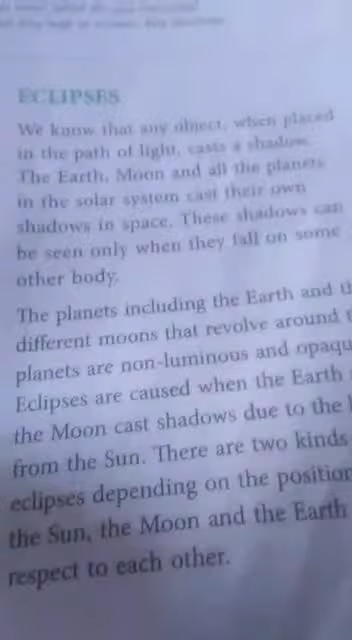 ECLIPSES
We know that any object, when placed
in the path of light, casts a shadow.
The Earth, Moon and all the planets
in the solar system cast their own
shadows in space. These shadows can
be seen only when they fall on some
other body.
The planets including the Earth and
different moons that revolve around
planets are non-luminous and
Eclipses are caused when the Earth
the Moon cast shadows due to the
from the Sun. There are two kinds
eclipses depending on the
the Sun, the Moon and the Earth
respect to each other.